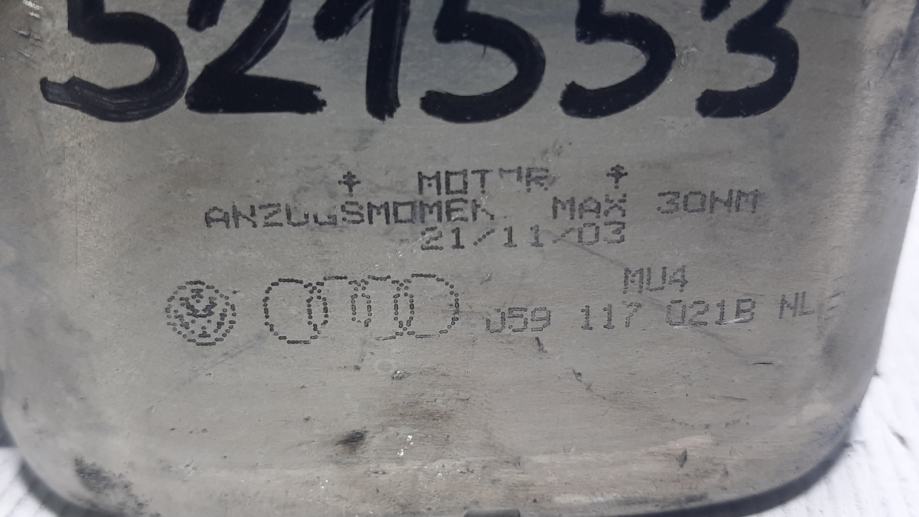 521553
MOTOR
ANZUGSMOMEN MAX 30NM
21/11/03
MU4
059 117 021B NL